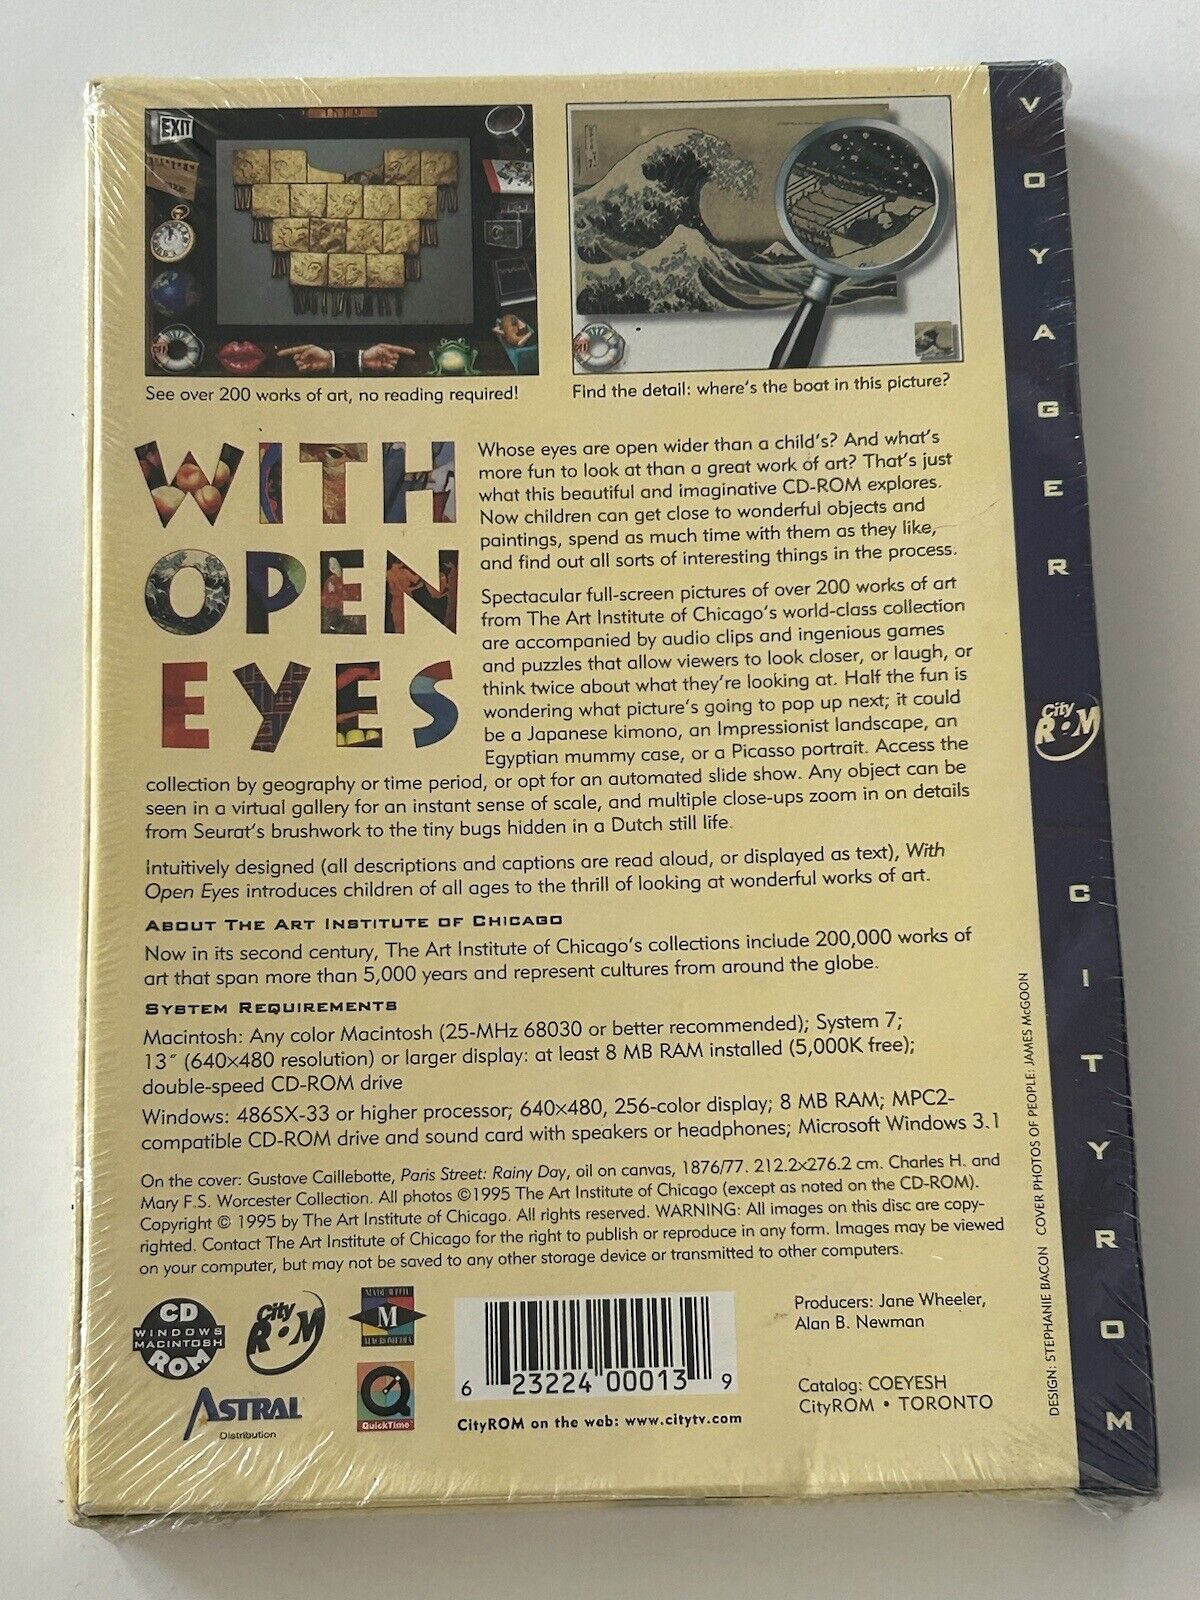 EXIT
See over 200 works of art, no reading required!
Find the detail: where's the boat in this picture?
WITH
OPEN
EYES
Whose eyes are open wider than a child's? And what's
more fun to look at than a great work of art? That's just
what this beautiful and imaginative CD-ROM explores.
Now children can get close to wonderful objects and
paintings, spend as much time with them as they like,
and find out all sorts of interesting things in the process.
Spectacular full-screen pictures of over 200 works of art
from The Art Institute of Chicago's world-class collection
are accompanied by audio clips and ingenious games
and puzzles that allow viewers to look closer, or laugh, or
think twice about what they're looking at. Half the fun is
wondering what picture's going to pop up next; it could
be a Japanese kimono, an Impressionist landscape, an
Egyptian mummy case, or a Picasso portrait. Access the
collection by geography or time period, or opt for an automated slide show. Any object can be
seen in a virtual gallery for an instant sense of scale, and multiple close-ups zoom in on details
from Seurat's brushwork to the tiny bugs hidden in a Dutch still life.
Intuitively designed (all descriptions and captions are read aloud, or displayed as text), With
Open Eyes introduces children of all ages to the thrill of looking at wonderful works of art.
ABOUT THE ART INSTITUTE OF CHICAGO
Now in its second century, The Art Institute of Chicago's collections include 200,000 works of
art that span more than 5,000 years and represent cultures from around the globe.
SYSTEM REQUIREMENTS
Macintosh: Any color Macintosh (25-MHz 68030 or better recommended); System 7;
13" (640x480 resolution) or larger display: at least 8 MB RAM installed (5,000K free);
double-speed CD-ROM drive
Windows: 486SX-33 or higher processor; 640x480, 256-color display; 8 MB RAM; MPC2-
compatible CD-ROM drive and sound card with speakers or headphones; Microsoft Windows 3.1
On the cover: Gustave Caillebotte, Paris Street: Rainy Day, oil on canvas, 1876/77. 212.2x276.2 cm. Charles H. and
Mary F.S. Worcester Collection. All photos ©1995 The Art Institute of Chicago (except as noted on the CD-ROM).
Copyright © 1995 by The Art Institute of Chicago. All rights reserved. WARNING: All images on this disc are copy-
righted. Contact The Art Institute of Chicago for the right to publish or reproduce in any form. Images may be viewed
on your computer, but may not be saved to any other storage device or transmitted to other computers.
CD
WINDOWS
MACINTOSH
ROM
City
ROM
MADE WITH
M
MACROMEDIA
QuickTime
ASTRAL
Distribution
6 23224 00013 9
CityROM on the web: www.citytv.com
Producers: Jane Wheeler,
Alan B. Newman
Catalog: COEYESH
CityROM • TORONTO
DESIGN: STEPHANIE BACON COVER PHOTOS OF PEOPLE: JAMES McGOON
VOYAGER
City
ROM
CITYROM